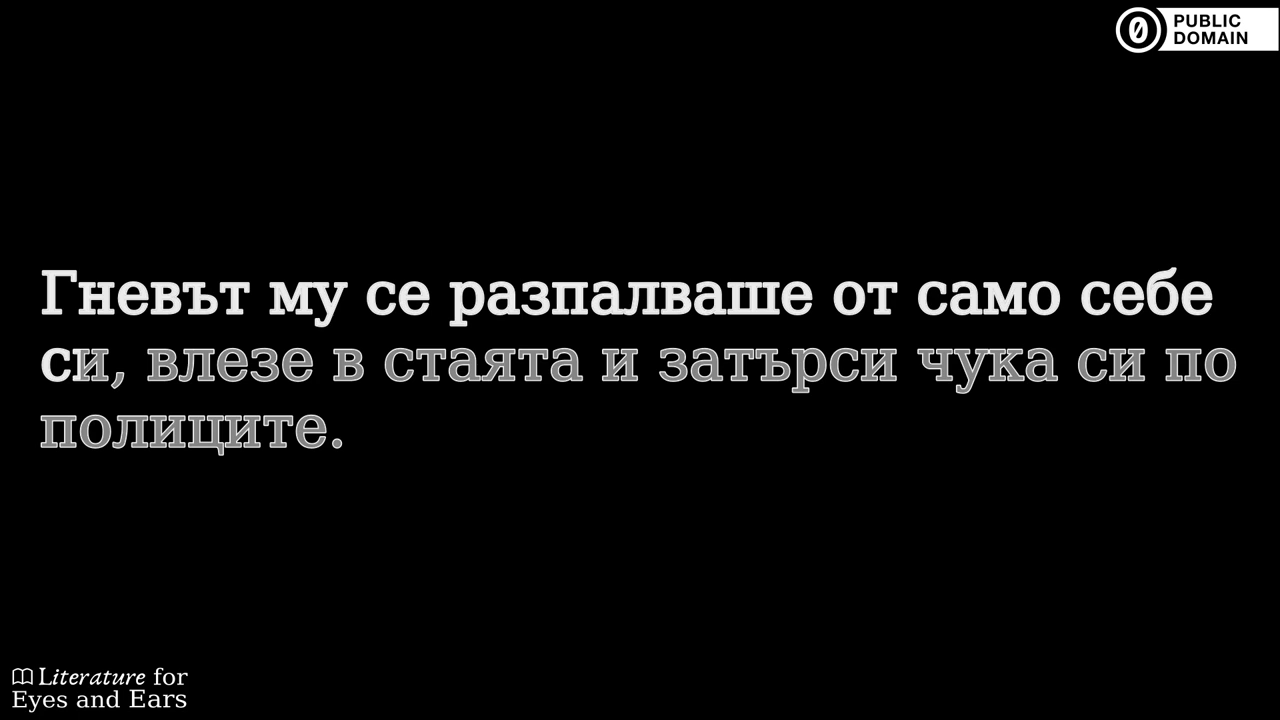 PUBLIC
DOMAIN
Гневът му се разпалваше от само себе
си, влезе в стаята и затърси чука си по
полиците.
Literature for
Eyes and Ears